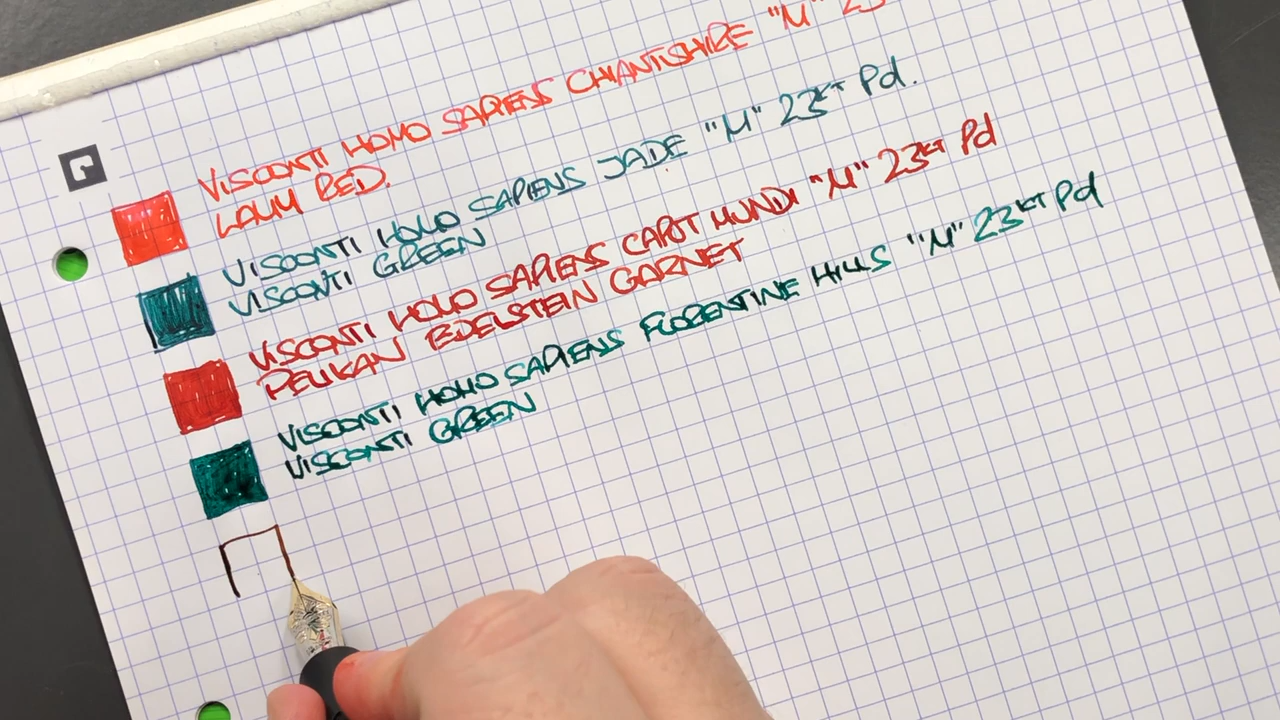 VISCONTI HOMO SAPIENS CHIANTISHIRE "M" 23
LAMY RED.
VISCONTI HOMO SAPIENS JADE "M" 23KT Pd.
VISCONTI GREEN
VISCONTI HOMO SAPIENS CAPUT MUNDI "M" 23KT Pd
PELIKAN EDELSTEIN GARNET
VISCONTI HOMO SAPIENS FLORENTINE HILLS "M" 23KT Pd
VISCONTI GREEN